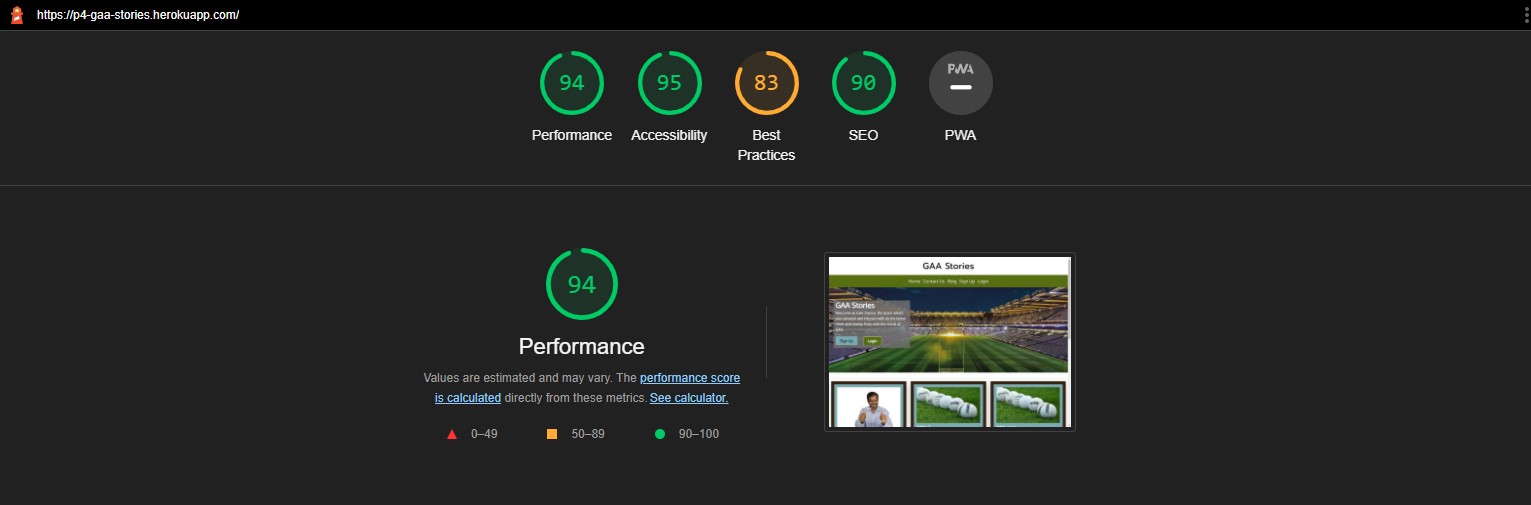 https://p4-gaa-stories.herokuapp.com/
94
95
83
90
PWA
Performance
Accessibility
Best
Practices
SEO
PWA
94
Performance
Values are estimated and may vary. The performance score
is calculated directly from these metrics. See calculator.
0–49
50–89
90–100
GAA Stories
Home Contact Us Blog Sign Up Login
GAA Stories
Sign Up
Login